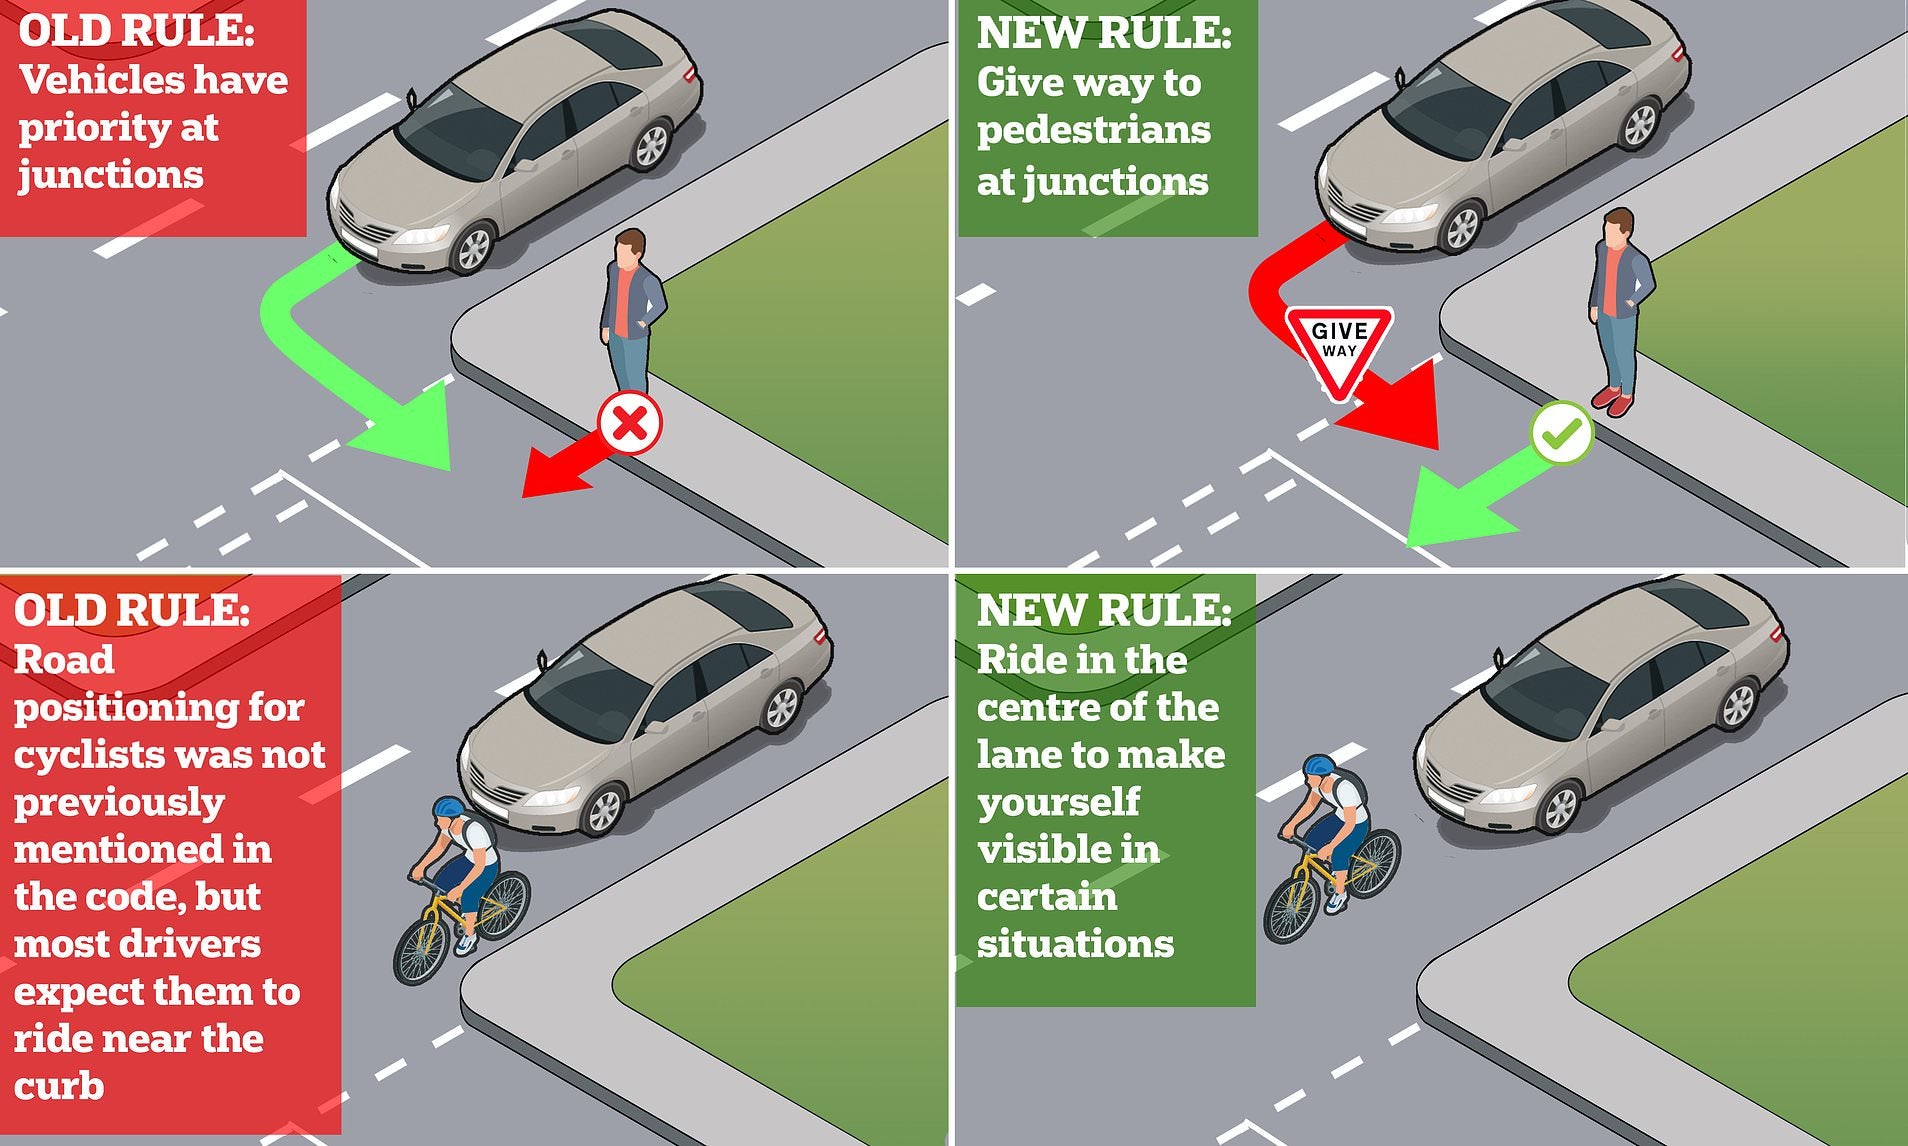 OLD RULE:
Vehicles have
priority at
junctions
NEW RULE:
Give way to
pedestrians
at junctions
GIVE
WAY
OLD RULE:
Road
positioning for
cyclists was not
previously
mentioned in
the code, but
most drivers
expect them to
ride near the
curb
NEW RULE:
Ride in the
centre of the
lane to make
yourself
visible in
certain
situations